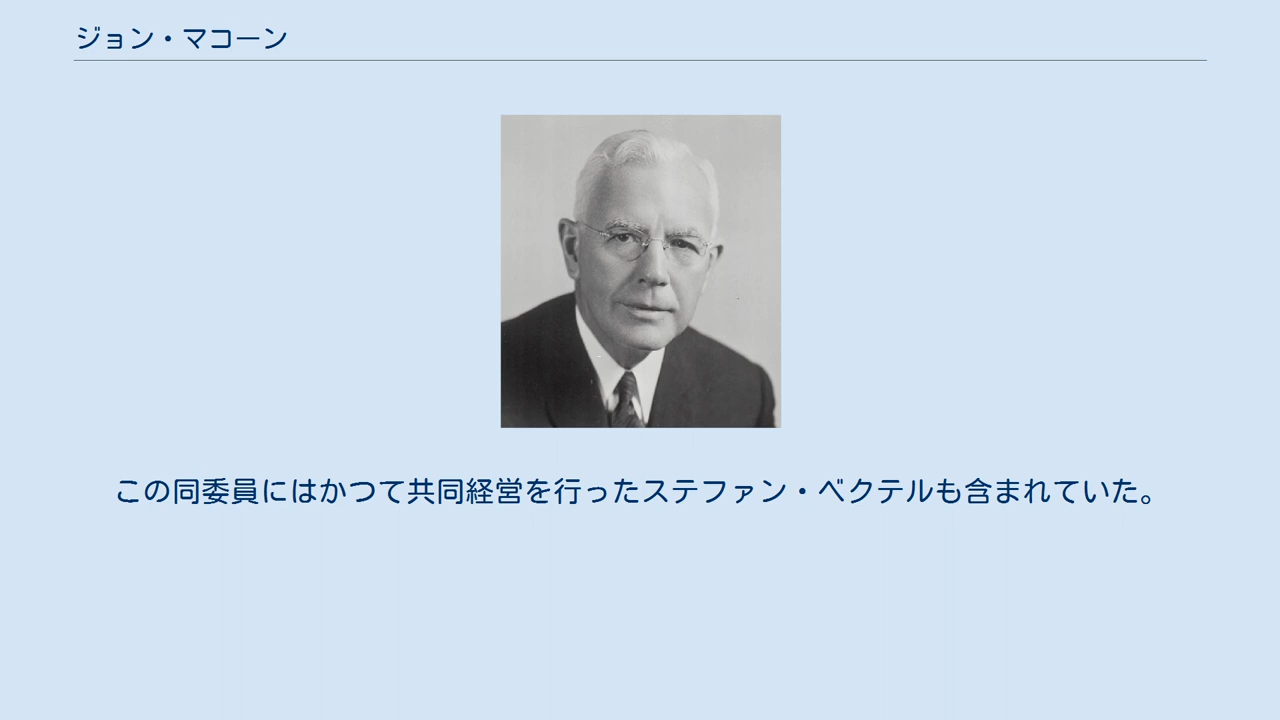 ジョン・マコーン
この同委員にはかつて共同経営を行ったステファン・ベクテルも含まれていた。